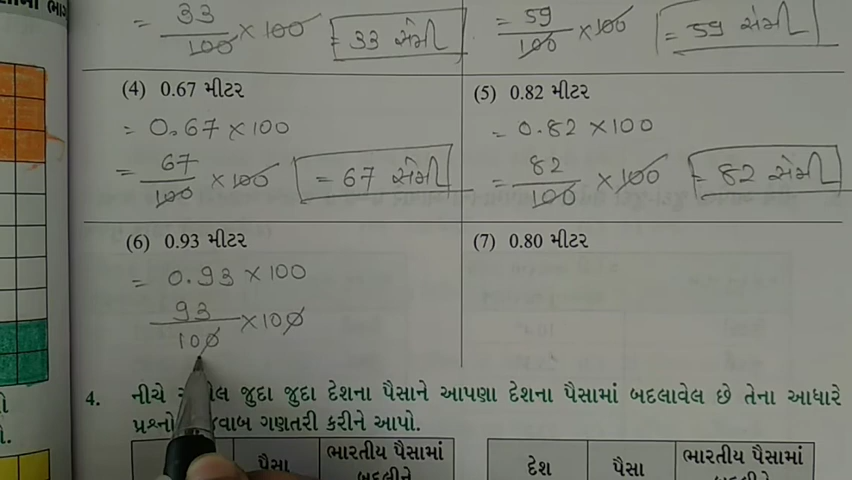 = 33/100 × 100 = 33 સેમી
= 59/100 × 100 = 59 સેમી
(4) 0.67 મીટર
= 0.67 × 100
= 67/100 × 100 = 67 સેમી
(5) 0.82 મીટર
= 0.82 × 100
= 82/100 × 100 = 82 સેમી
(6) 0.93 મીટર
= 0.93 × 100
93/100 × 100
(7) 0.80 મીટર
4. નીચે જુદા જુદા દેશના પૈસાને આપણા દેશના પૈસામાં બદલાવેલ છે તેના આધારે
પ્રશ્નો જવાબ ગણતરી કરીને આપો.
પૈસા ભારતીય પૈસામાં
દેશ પૈસા ભારતીય પૈસામાં